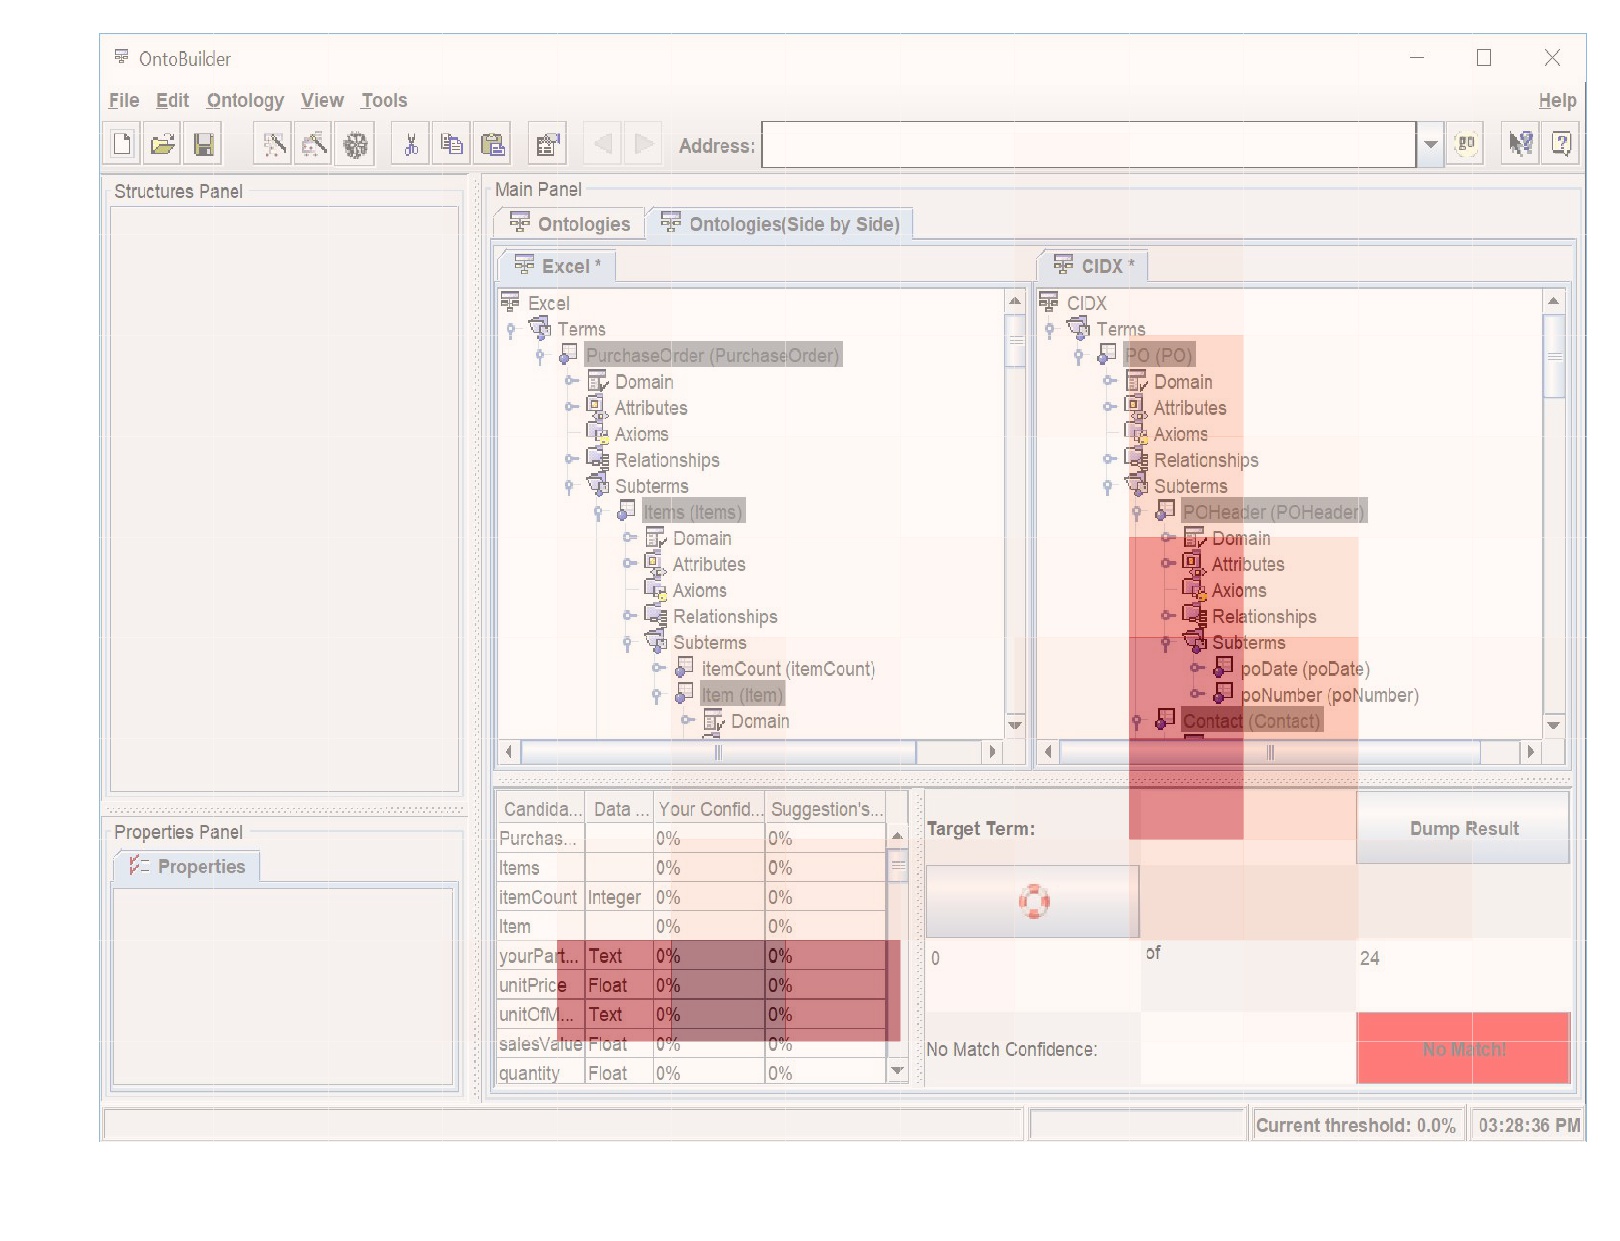 OntoBuilder
File Edit Ontology View Tools Help
Address: go
Structures Panel
Main Panel
Ontologies Ontologies(Side by Side)
Excel * CIDX *
Excel
Terms
PurchaseOrder (PurchaseOrder)
Domain
Attributes
Axioms
Relationships
Subterms
Items (Items)
Domain
Attributes
Axioms
Relationships
Subterms
itemCount (itemCount)
Item (Item)
Domain
CIDX
Terms
PO (PO)
Domain
Attributes
Axioms
Relationships
Subterms
POHeader (POHeader)
Domain
Attributes
Axioms
Relationships
Subterms
poDate (poDate)
poNumber (poNumber)
Contact (Contact)
Properties Panel
Properties
Candida... Data ... Your Confid... Suggestion's...
Purchas... 0% 0%
Items 0% 0%
itemCount Integer 0% 0%
Item 0% 0%
yourPart... Text 0% 0%
unitPrice Float 0% 0%
unitOfM... Text 0% 0%
salesValue Float 0% 0%
quantity Float 0% 0%
Target Term: Dump Result
0 of 24
No Match Confidence: No Match!
Current threshold: 0.0% 03:28:36 PM